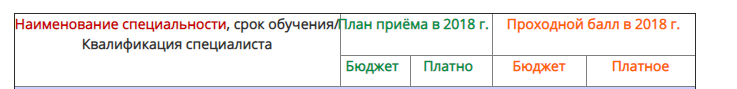 Наименование специальности, срок обучения/ План приёма в 2018 г. Проходной балл в 2018 г.
Квалификация специалиста
Бюджет Платно Бюджет Платное